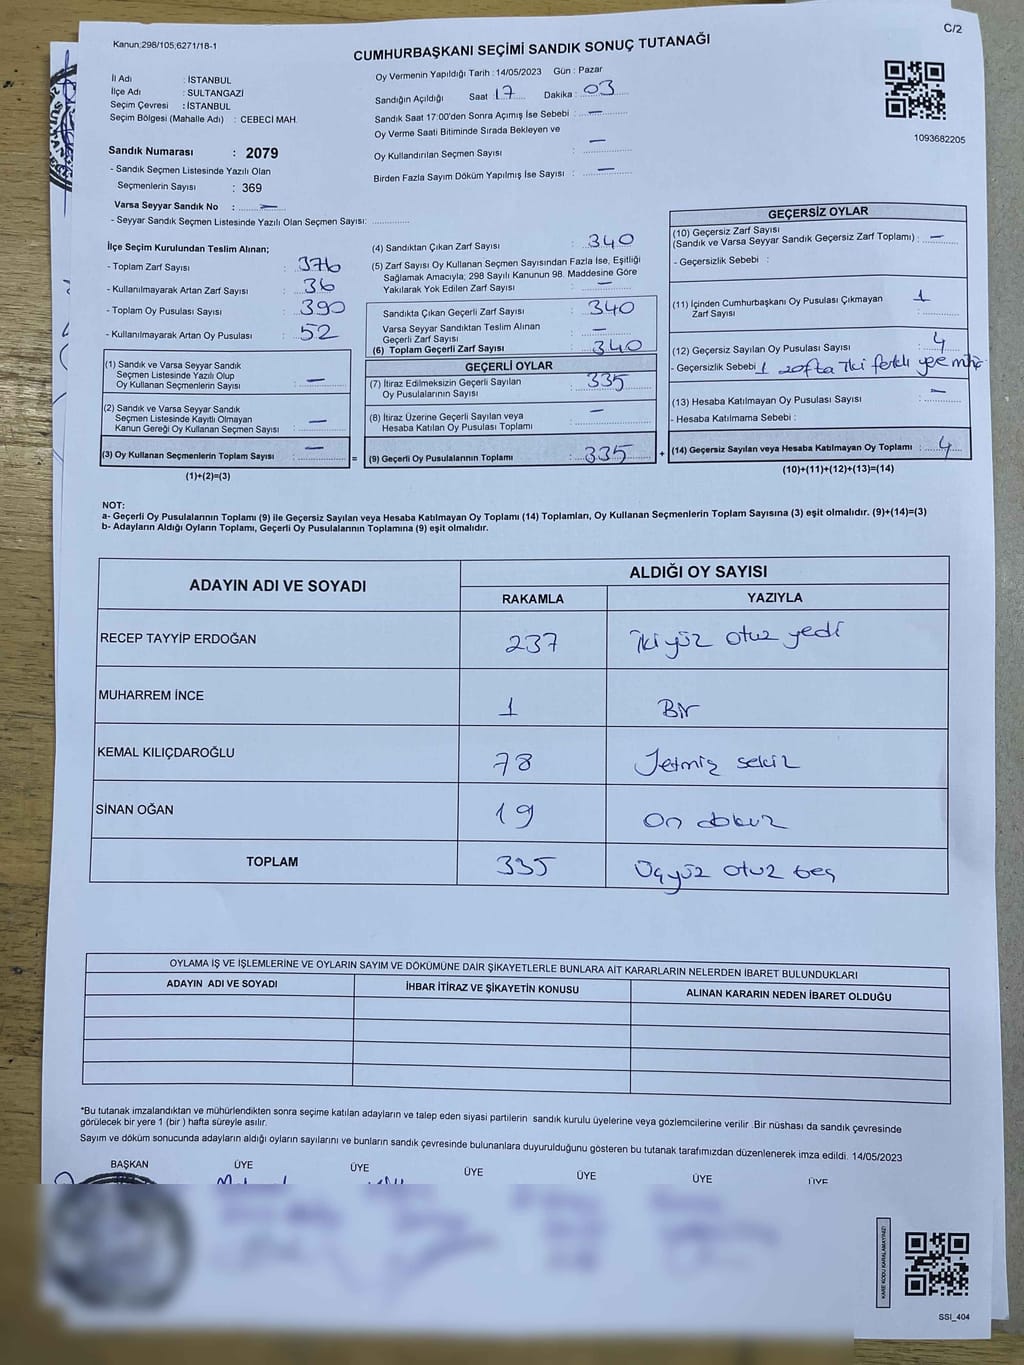 Kanun;298/105,6271/18-1
C/2
CUMHURBAŞKANI SEÇİMİ SANDIK SONUÇ TUTANAĞI
İl Adı : İSTANBUL
İlçe Adı : SULTANGAZİ
Seçim Çevresi : İSTANBUL
Seçim Bölgesi (Mahalle Adı) : CEBECİ MAH.
Sandık Numarası : 2079
- Sandık Seçmen Listesinde Yazılı Olan
Seçmenlerin Sayısı : 369
Varsa Seyyar Sandık No : —
- Seyyar Sandık Seçmen Listesinde Yazılı Olan Seçmen Sayısı: ................
Oy Vermenin Yapıldığı Tarih : 14/05/2023 Gün : Pazar
Sandığın Açıldığı Saat 17 Dakika : 03
Sandık Saat 17:00'den Sonra Açımış İse Sebebi : —
Oy Verme Saati Bitiminde Sırada Bekleyen ve
Oy Kullandırılan Seçmen Sayısı : —
Birden Fazla Sayım Döküm Yapılmış İse Sayısı : —
1093682205
İlçe Seçim Kurulundan Teslim Alınan;
- Toplam Zarf Sayısı : 376
- Kullanılmayarak Artan Zarf Sayısı : 36
- Toplam Oy Pusulası Sayısı : 390
- Kullanılmayarak Artan Oy Pusulası : 52
(1) Sandık ve Varsa Seyyar Sandık
Seçmen Listesinde Yazılı Olup
Oy Kullanan Seçmenlerin Sayısı : —
(2) Sandık ve Varsa Seyyar Sandık
Seçmen Listesinde Kayıtlı Olmayan
Kanun Gereği Oy Kullanan Seçmen Sayısı : —
(3) Oy Kullanan Seçmenlerin Toplam Sayısı : —
(1)+(2)=(3)
(4) Sandıktan Çıkan Zarf Sayısı : 340
(5) Zarf Sayısı Oy Kullanan Seçmen Sayısından Fazla İse, Eşitliği
Sağlamak Amacıyla; 298 Sayılı Kanunun 98. Maddesine Göre
Yakılarak Yok Edilen Zarf Sayısı : —
Sandıkta Çıkan Geçerli Zarf Sayısı : 340
Varsa Seyyar Sandıktan Teslim Alınan
Geçerli Zarf Sayısı : —
(6) Toplam Geçerli Zarf Sayısı : 340
GEÇERLİ OYLAR
(7) İtiraz Edilmeksizin Geçerli Sayılan
Oy Pusulasının Sayısı : 335
(8) İtiraz Üzerine Geçerli Sayılan veya
Hesaba Katılan Oy Pusulası Toplamı : —
= (9) Geçerli Oy Pusulalarının Toplamı : 335
GEÇERSİZ OYLAR
(10) Geçersiz Zarf Sayısı
(Sandık ve Varsa Seyyar Sandık Geçersiz Zarf Toplamı) : —
- Geçersizlik Sebebi :
(11) İçinden Cumhurbaşkanı Oy Pusulası Çıkmayan
Zarf Sayısı : 1
(12) Geçersiz Sayılan Oy Pusulası Sayısı : 4
- Geçersizlik Sebebi 1 zarfta iki farklı yere
(13) Hesaba Katılmayan Oy Pusulası Sayısı : —
- Hesaba Katılmama Sebebi :
+ (14) Geçersiz Sayılan veya Hesaba Katılmayan Oy Toplamı : 4
(10)+(11)+(12)+(13)=(14)
NOT:
a- Geçerli Oy Pusulalarının Toplamı (9) ile Geçersiz Sayılan veya Hesaba Katılmayan Oy Toplamı (14) Toplamları, Oy Kullanan Seçmenlerin Toplam Sayısına (3) eşit olmalıdır. (9)+(14)=(3)
b- Adayların Aldığı Oyların Toplamı, Geçerli Oy Pusulalarının Toplamına (9) eşit olmalıdır.
ADAYIN ADI VE SOYADI
ALDIĞI OY SAYISI
RAKAMLA YAZIYLA
RECEP TAYYİP ERDOĞAN 237 İki yüz otuz yedi
MUHARREM İNCE 1 Bir
KEMAL KILIÇDAROĞLU 78 Yetmiş sekiz
SİNAN OĞAN 19 On dokuz
TOPLAM 335 Üçyüz otuz beş
OYLAMA İŞ VE İŞLEMLERİNE VE OYLARIN SAYIM VE DÖKÜMÜNE DAİR ŞİKAYETLERLE BUNLARA AİT KARARLARIN NELERDEN İBARET BULUNDUKLARI
ADAYIN ADI VE SOYADI İHBAR İTİRAZ VE ŞİKAYETİN KONUSU ALINAN KARARIN NEDEN İBARET OLDUĞU
*Bu tutanak imzalandıktan ve mühürlendikten sonra seçime katılan adayların ve talep eden siyasi partilerin sandık kurulu üyelerine veya gözlemcilerine verilir .Bir nüshası da sandık çevresinde
görülecek bir yere 1 (bir ) hafta süreyle asılır.
Sayım ve döküm sonucunda adayların aldığı oyların sayılarını ve bunların sandık çevresinde bulunanlara duyurulduğunu gösteren bu tutanak tarafımızdan düzenlenerek imza edildi. 14/05/2023
BAŞKAN ÜYE ÜYE ÜYE ÜYE ÜYE ÜYE
KARE KODU KARALAMAYINIZ!
SSI_404